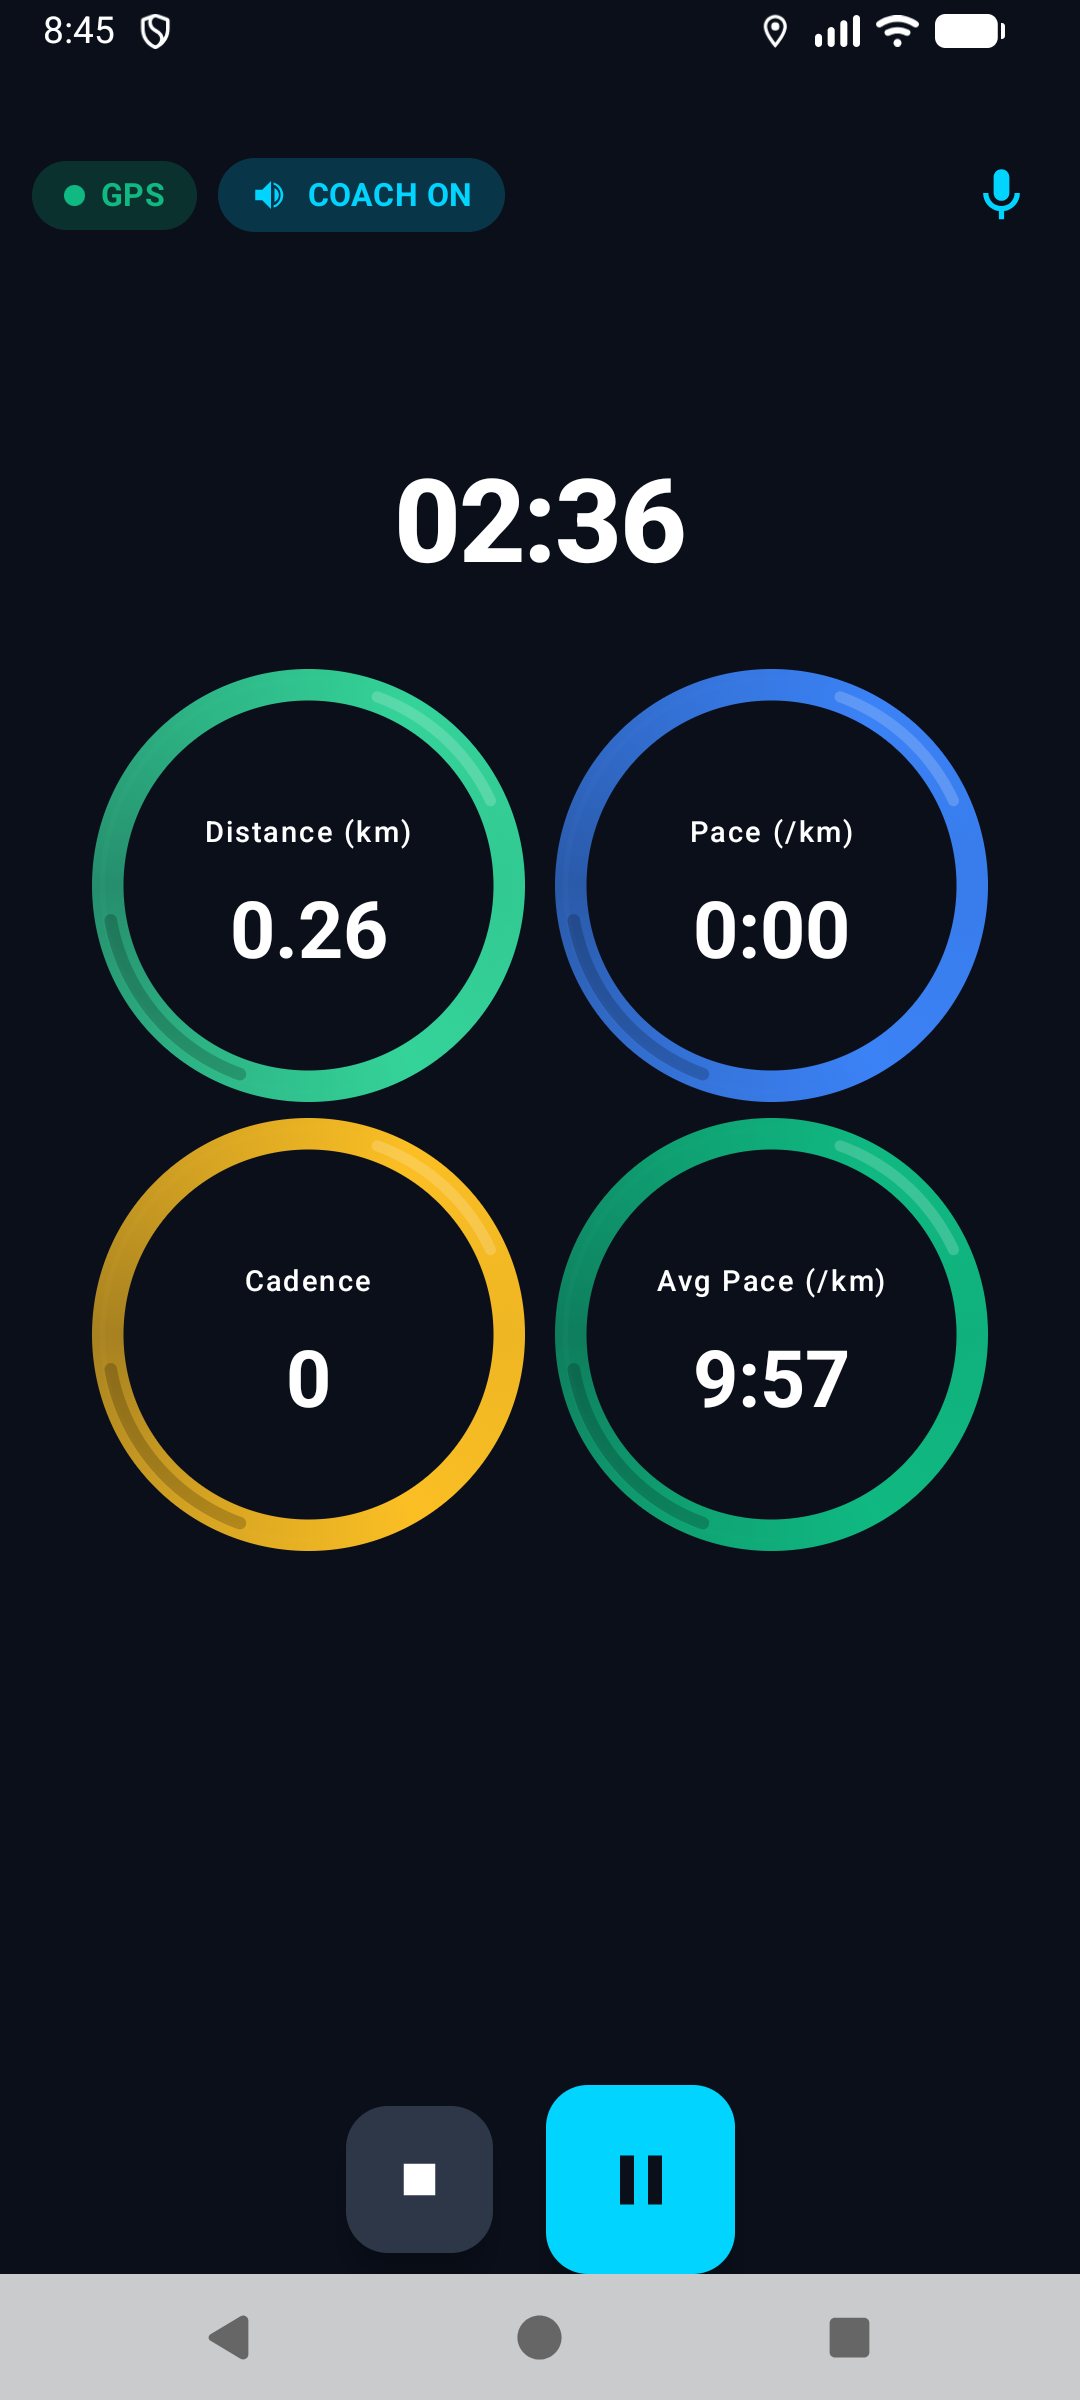 8:45
GPS
COACH ON
02:36
Distance (km)
0.26
Pace (/km)
0:00
Cadence
0
Avg Pace (/km)
9:57